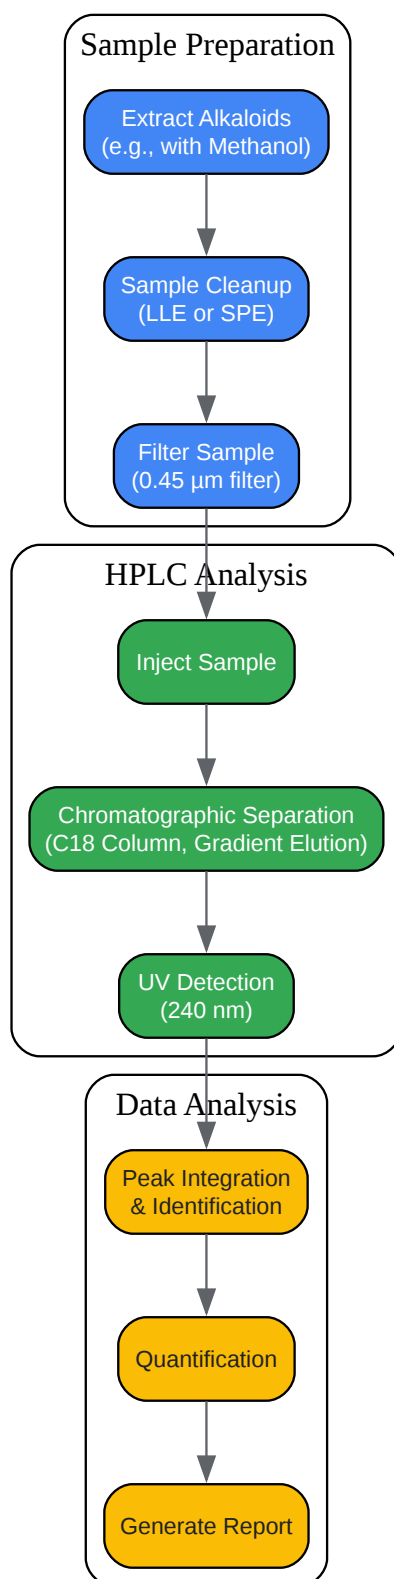 Sample Preparation
Extract Alkaloids
(e.g., with Methanol)
Sample Cleanup
(LLE or SPE)
Filter Sample
(0.45 µm filter)
HPLC Analysis
Inject Sample
Chromatographic Separation
(C18 Column, Gradient Elution)
UV Detection
(240 nm)
Data Analysis
Peak Integration
& Identification
Quantification
Generate Report